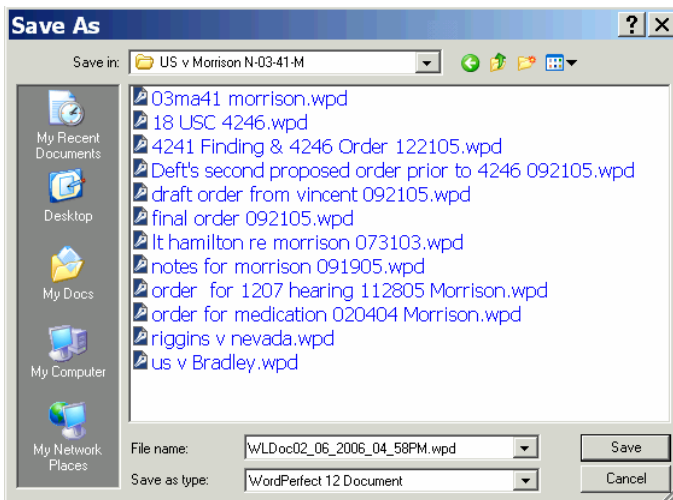 Save As
Save in: US v Morrison N-03-41-M
My Recent
Documents
Desktop
My Docs
My Computer
My Network
Places
03ma41 morrison.wpd
18 USC 4246.wpd
4241 Finding & 4246 Order 122105.wpd
Deft's second proposed order prior to 4246 092105.wpd
draft order from vincent 092105.wpd
final order 092105.wpd
lt hamilton re morrison 073103.wpd
notes for morrison 091905.wpd
order  for 1207 hearing 112805 Morrison.wpd
order for medication 020404 Morrison.wpd
riggins v nevada.wpd
us v Bradley.wpd
File name: WLDoc02_06_2006_04_58PM.wpd Save
Save as type: WordPerfect 12 Document Cancel